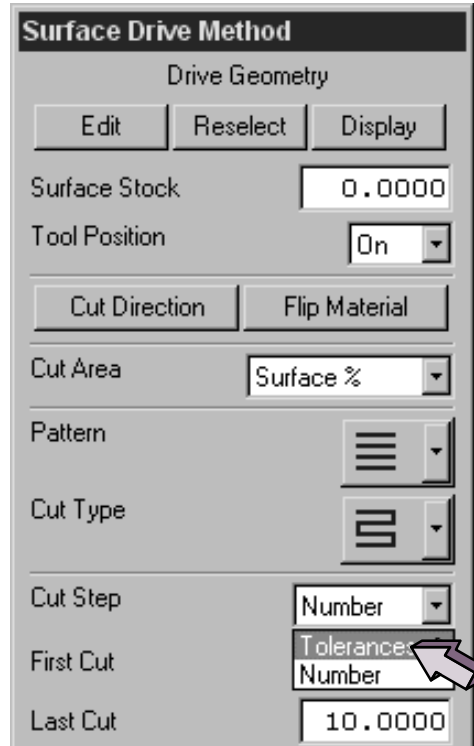 Surface Drive Method
Drive Geometry
Edit Reselect Display
Surface Stock 0.0000
Tool Position On
Cut Direction Flip Material
Cut Area Surface %
Pattern
Cut Type
Cut Step Number
Tolerances
First Cut Number
Last Cut 10.0000